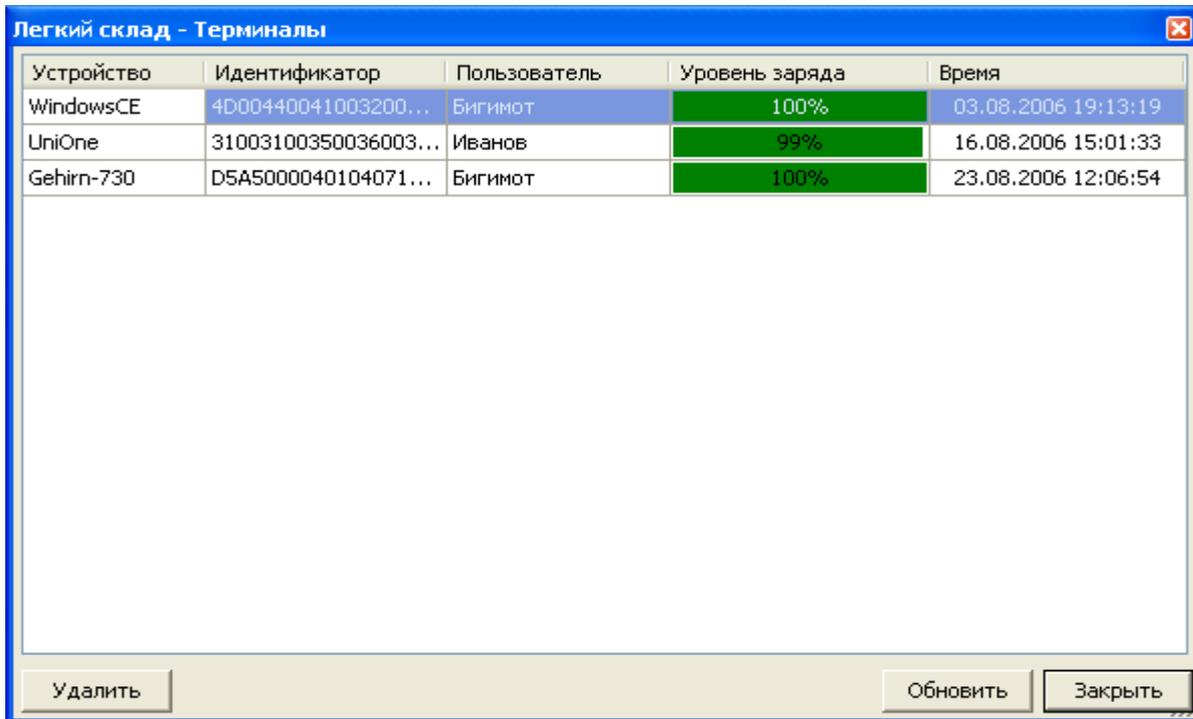 Легкий склад - Терминалы
Устройство Идентификатор Пользователь Уровень заряда Время
WindowsCE 4D00440041003200... Бигимот 100% 03.08.2006 19:13:19
UniOne 31003100350036003... Иванов 99% 16.08.2006 15:01:33
Gehirn-730 D5A5000040104071... Бигимот 100% 23.08.2006 12:06:54
Удалить Обновить Закрыть